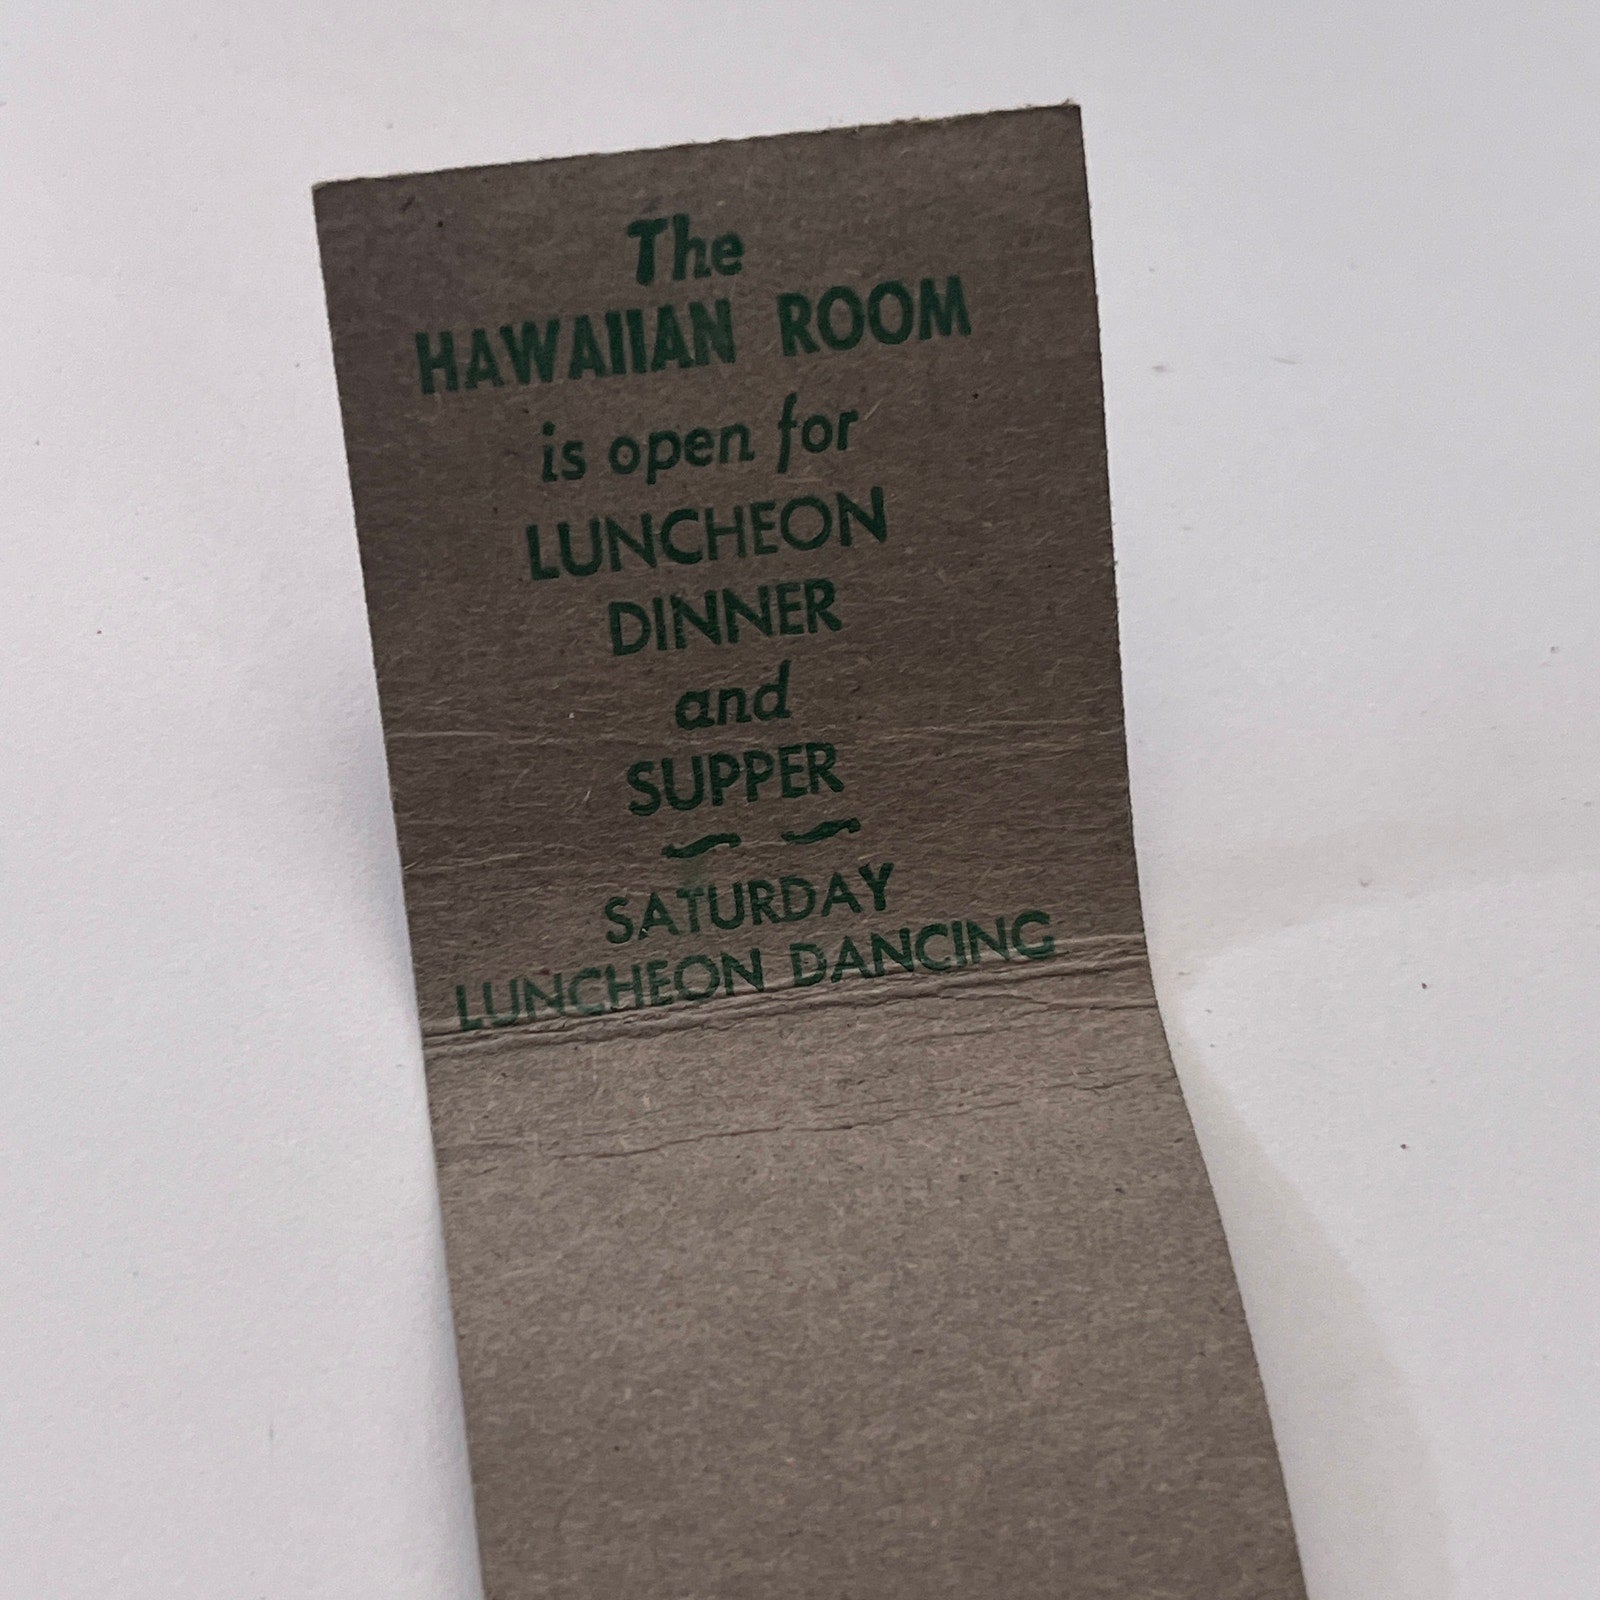 The
HAWAIIAN ROOM
is open for
LUNCHEON
DINNER
and
SUPPER
SATURDAY
LUNCHEON DANCING